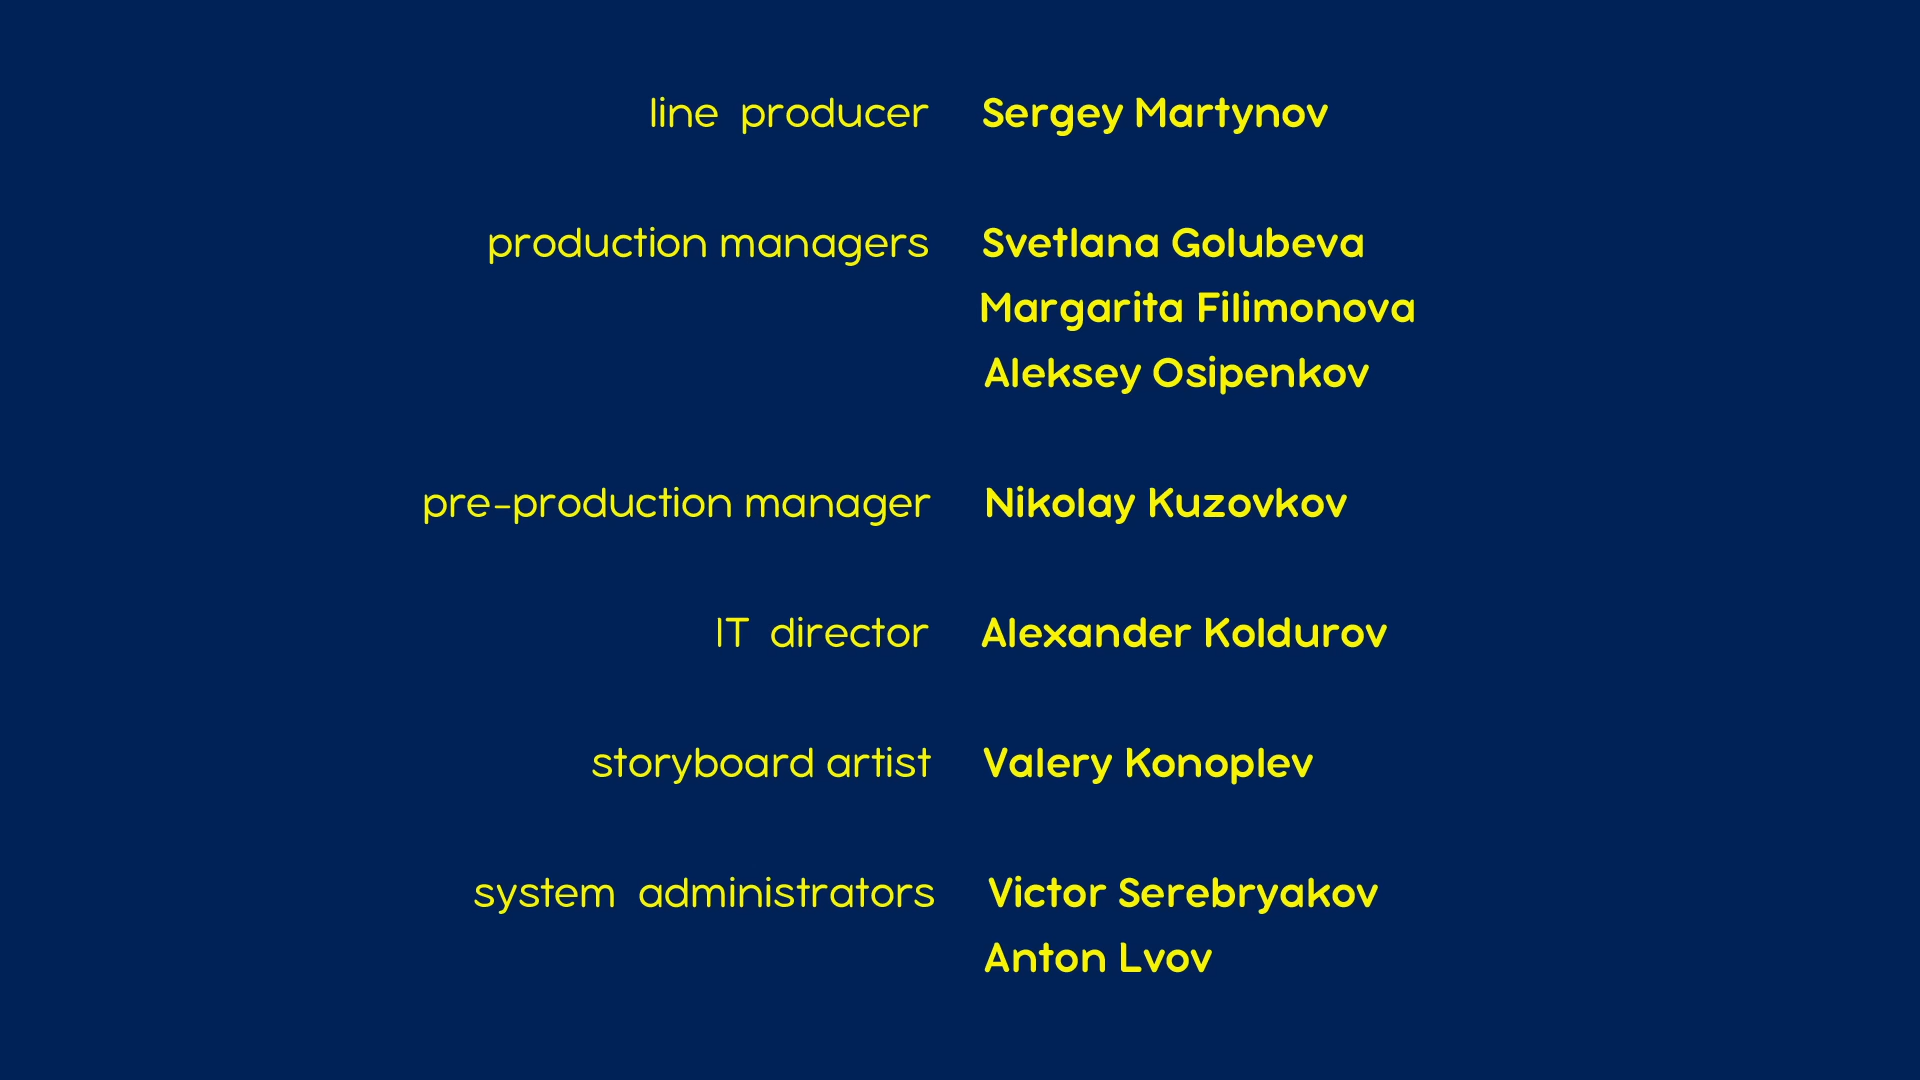 line producer Sergey Martynov
production managers Svetlana Golubeva
Margarita Filimonova
Aleksey Osipenkov
pre-production manager Nikolay Kuzovkov
IT director Alexander Koldurov
storyboard artist Valery Konoplev
system administrators Victor Serebryakov
Anton Lvov